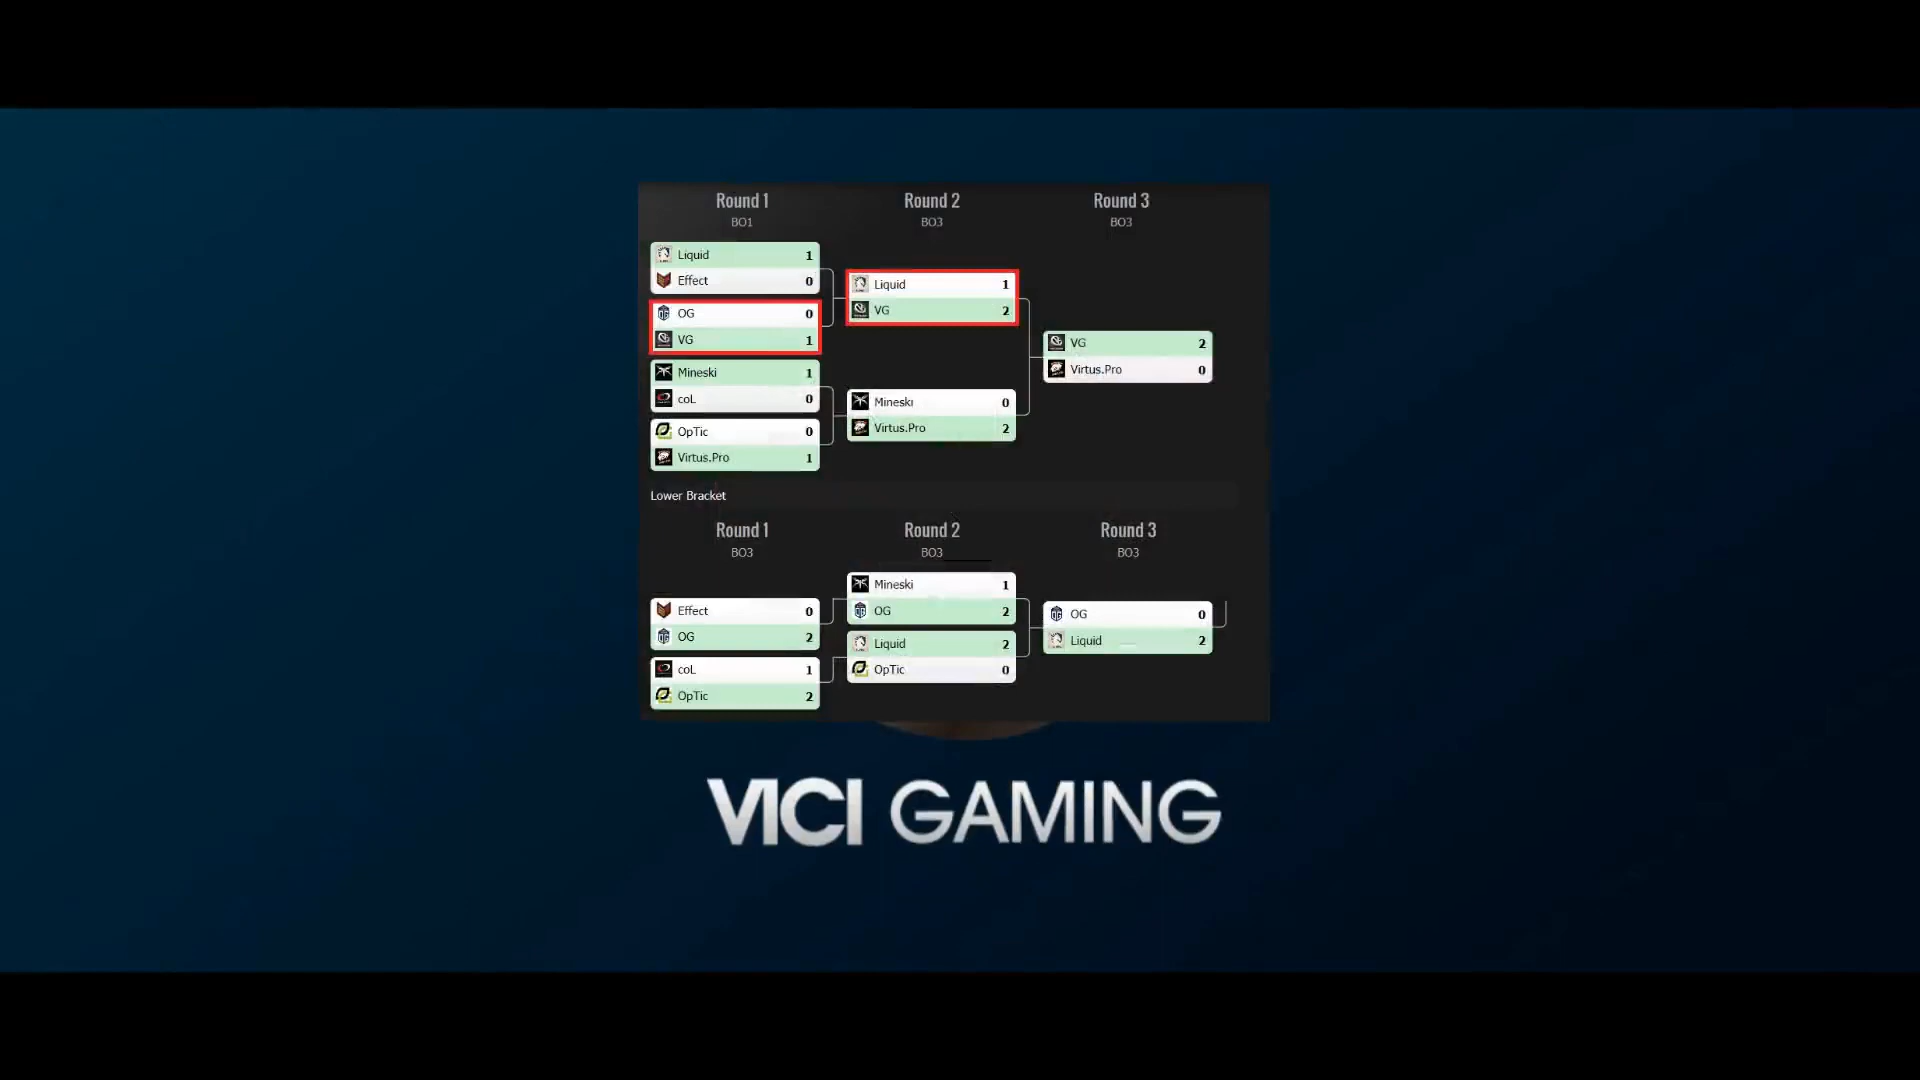 Round 1 Round 2 Round 3
BO1 BO3 BO3
Liquid 1
Effect 0
OG 0
VG 1
Mineski 1
coL 0
OpTic 0
Virtus.Pro 1
Liquid 1
VG 2
Mineski 0
Virtus.Pro 2
VG 2
Virtus.Pro 0
Lower Bracket
Round 1 Round 2 Round 3
BO3 BO3 BO3
Effect 0
OG 2
coL 1
OpTic 2
Mineski 1
OG 2
Liquid 2
OpTic 0
OG 0
Liquid 2
VICI GAMING